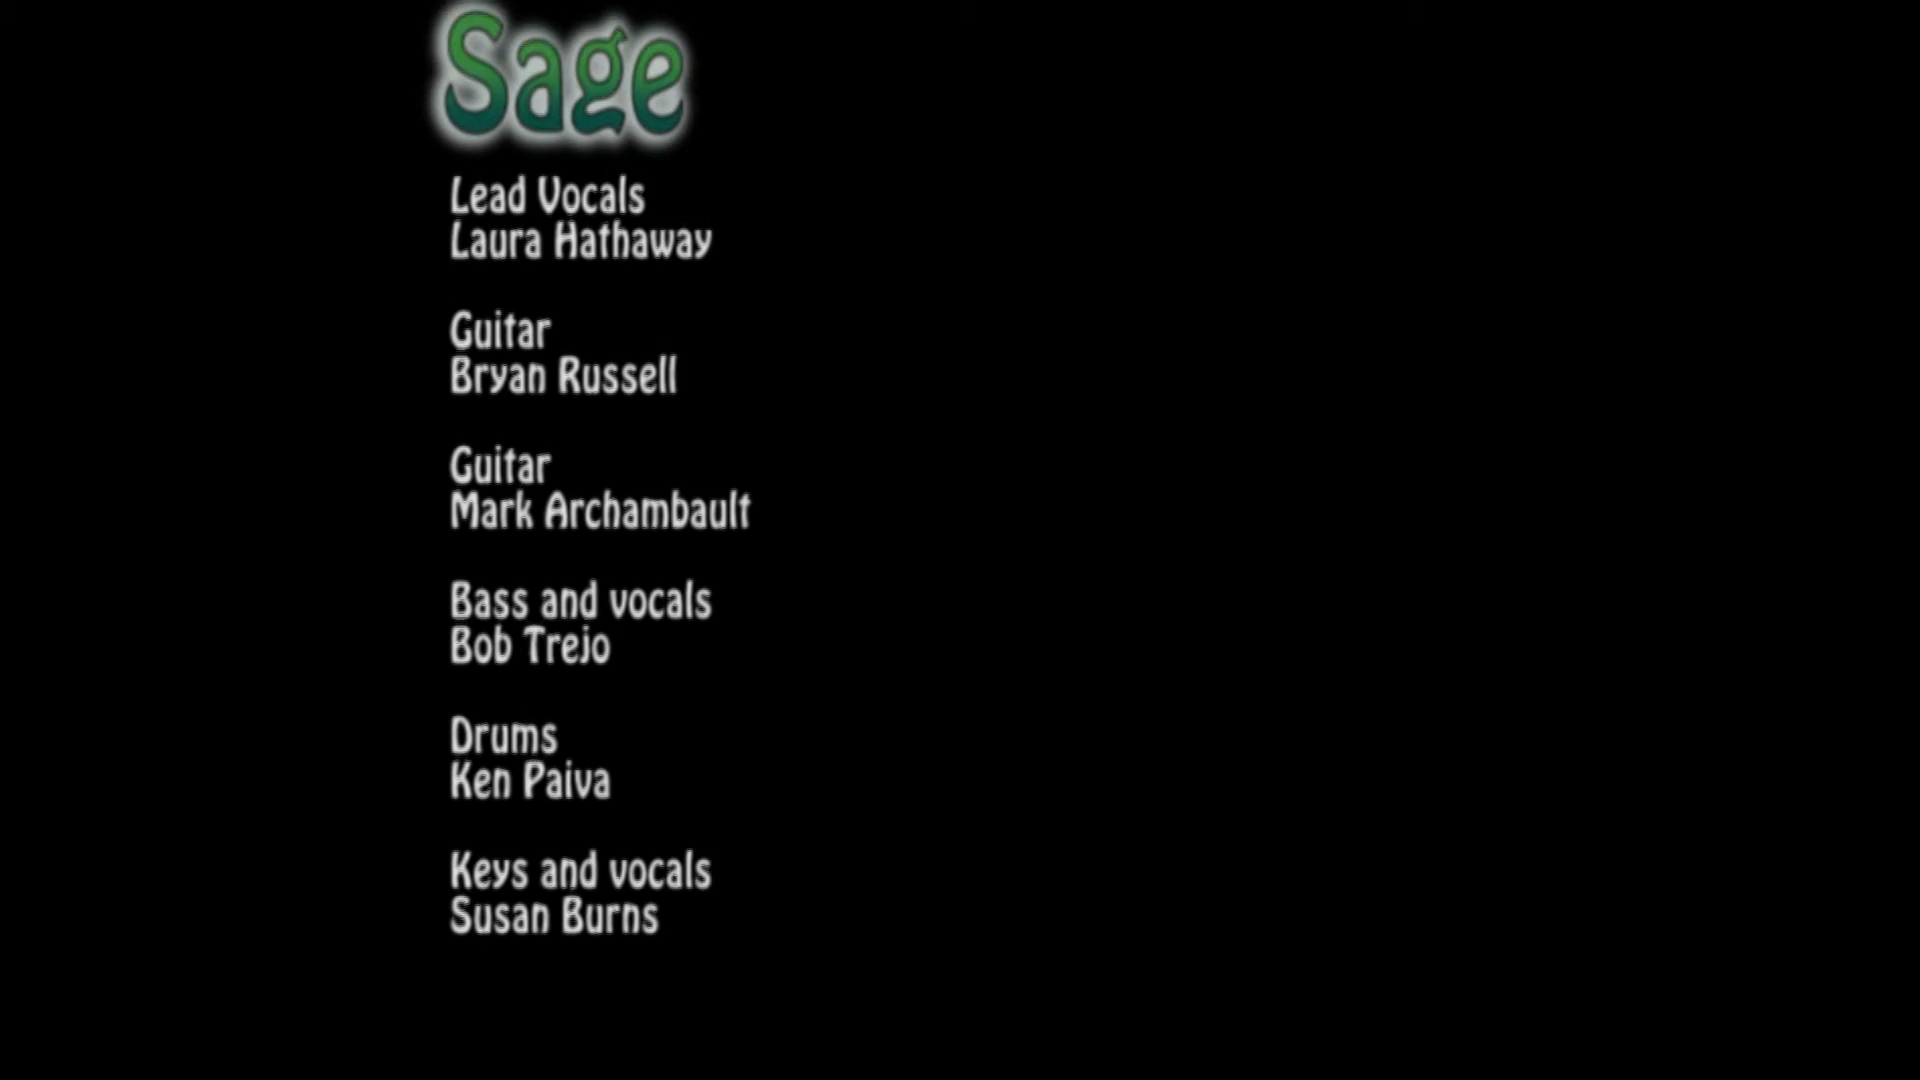 Sage
Lead Vocals
Laura Hathaway
Guitar
Bryan Russell
Guitar
Mark Archambault
Bass and vocals
Bob Trejo
Drums
Ken Paiva
Keys and vocals
Susan Burns